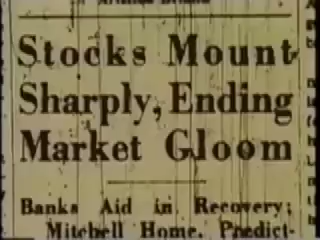 Stocks Mount
Sharply, Ending
Market Gloom
Banks Aid in Recovery;
Mitchell Home, Predict-